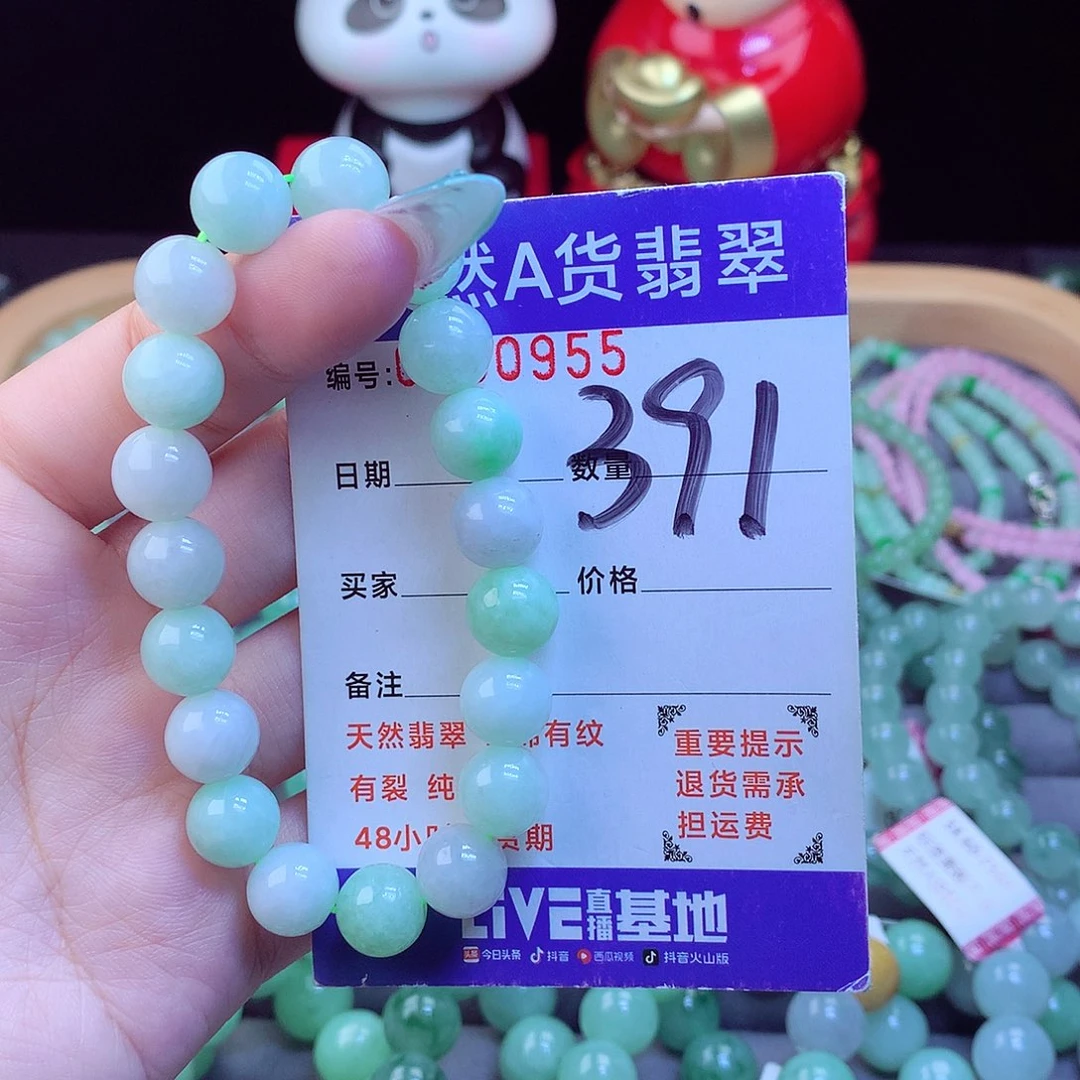 然A货翡翠
编号: 0955
391
日期 数量
买家 价格
备注
天然翡翠 有纹
有裂 纯
48小 货期
重要提示
退货需承
担运费
LIVE直播基地
头条 今日头条 抖音 西瓜视频 抖音火山版